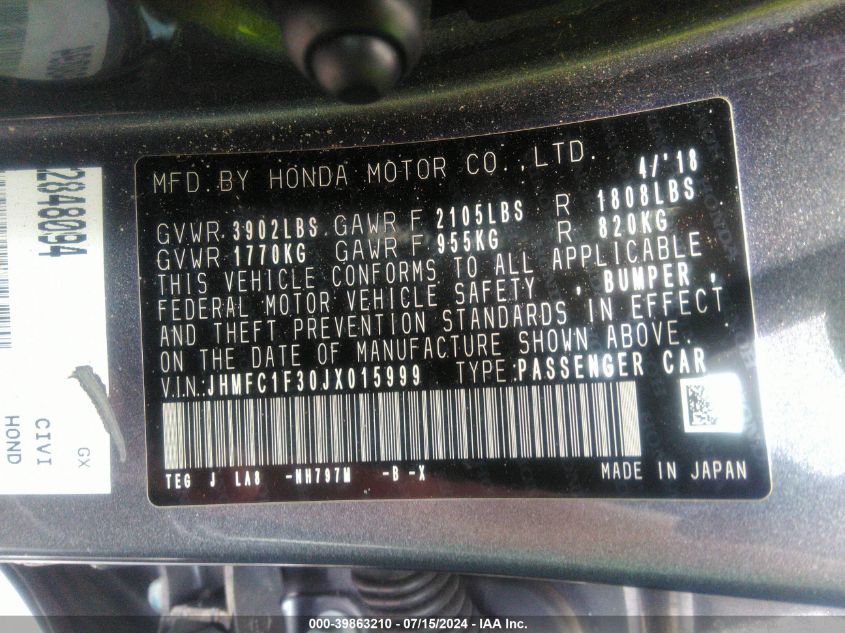 MFD. BY HONDA MOTOR CO., LTD. 4/'18
GVWR 3902LBS GAWR F 2105LBS R 1808LBS
GVWR 1770KG GAWR F 955KG R 820KG
THIS VEHICLE CONFORMS TO ALL APPLICABLE
FEDERAL MOTOR VEHICLE SAFETY , BUMPER ,
AND THEFT PREVENTION STANDARDS IN EFFECT
ON THE DATE OF MANUFACTURE SHOWN ABOVE.
V.I.N.:JHMFC1F30JX015999 TYPE:PASSENGER CAR
TEG J LA8 -NH797M -B -X
MADE IN JAPAN
2848094
GX
CIVI
HOND
000-39863210 - 07/15/2024 - IAA Inc.